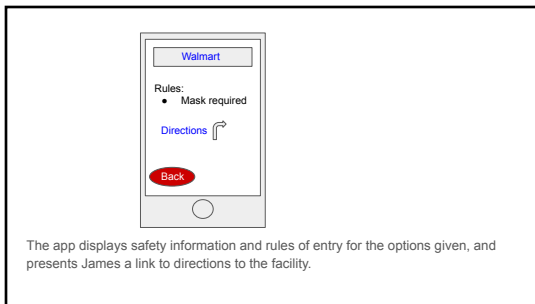 Walmart
Rules:
● Mask required
Directions
Back
The app displays safety information and rules of entry for the options given, and
presents James a link to directions to the facility.